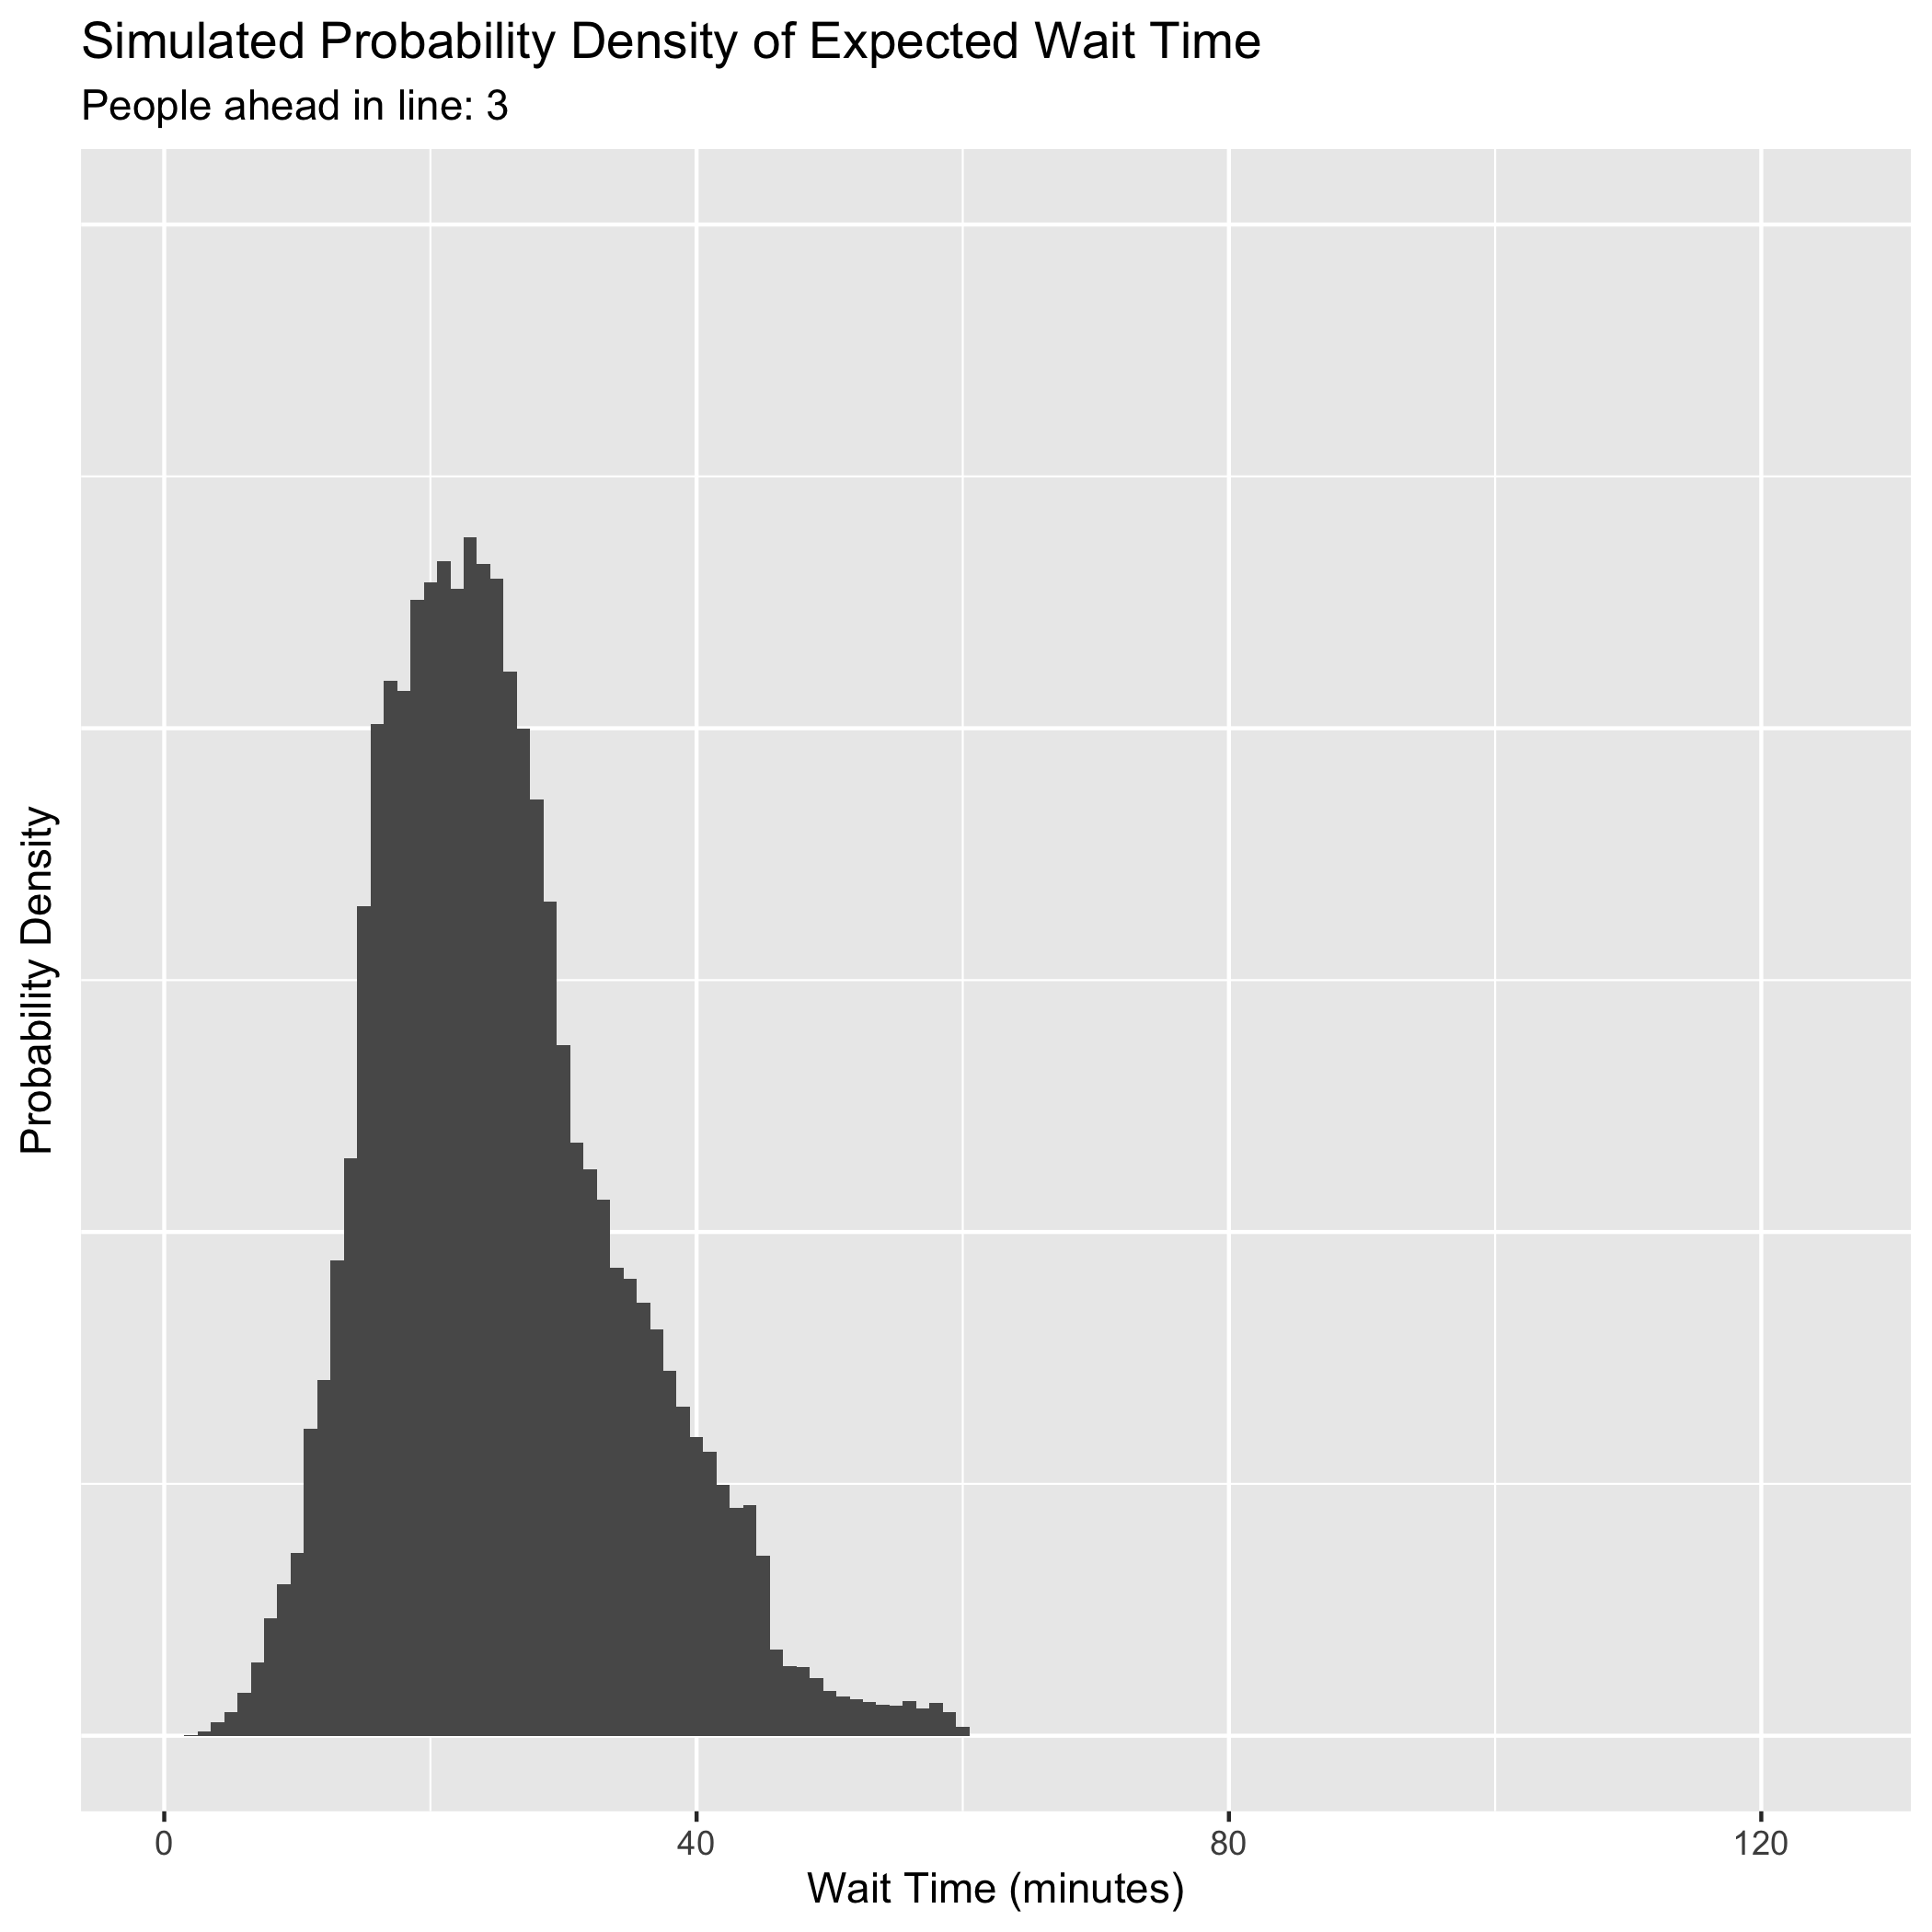 Simulated Probability Density of Expected Wait Time
People ahead in line: 3
Probability Density
0 40 80 120
Wait Time (minutes)